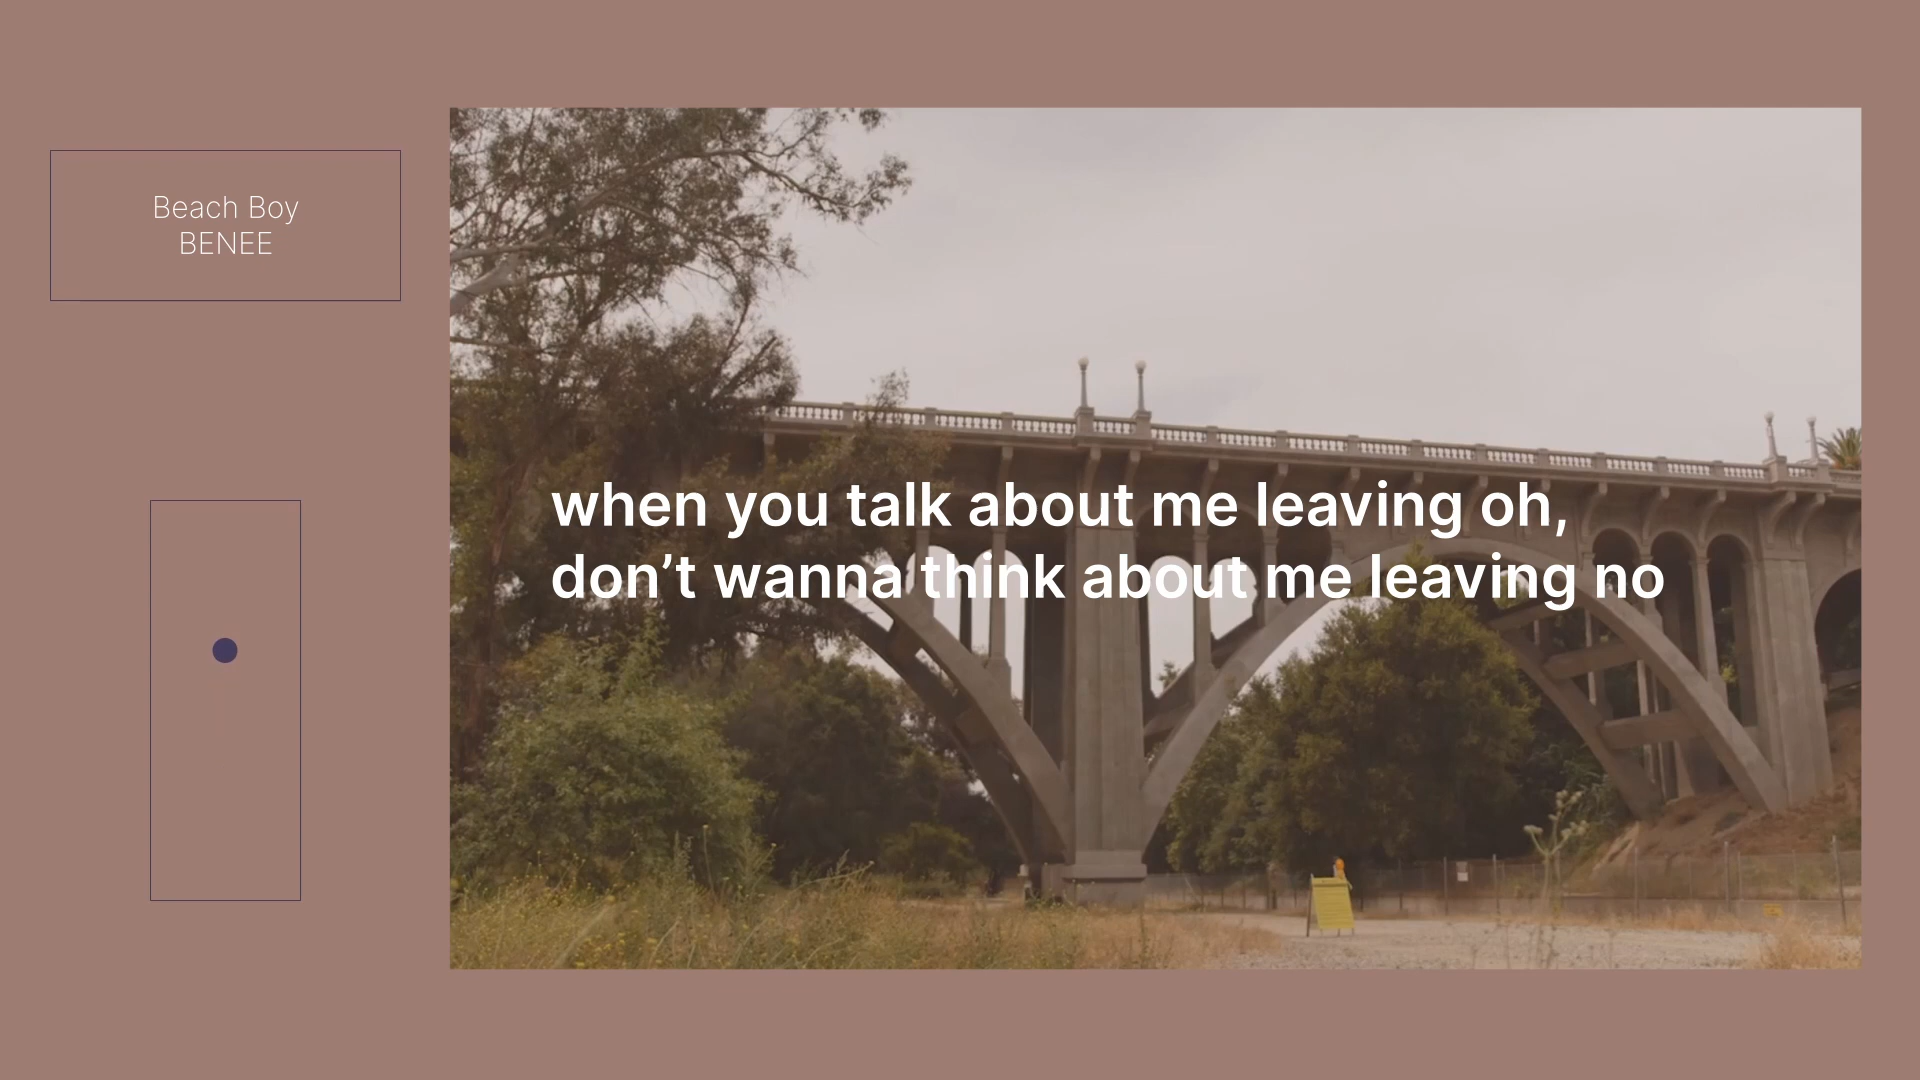 Beach Boy
BENEE
when you talk about me leaving oh,
don’t wanna think about me leaving no